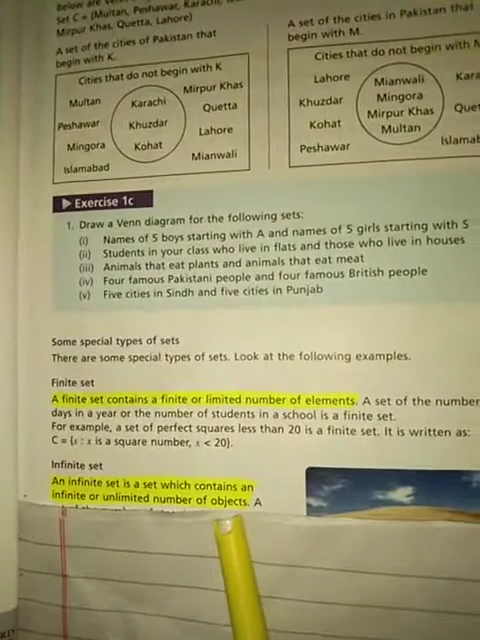 Below are
Set C = (Multan, Peshawar, Karachi,
Mirpur Khas, Quetta, Lahore)
A set of the cities of Pakistan that
begin with K.
Cities that do not begin with K
Multan
Karachi
Mirpur Khas
Quetta
Peshawar
Khuzdar
Lahore
Mingora
Kohat
Mianwali
Islamabad
A set of the cities in Pakistan that
begin with M.
Cities that do not begin with M
Lahore
Mianwali
Kara
Khuzdar
Mingora
Mirpur Khas
Que
Kohat
Multan
Islamab
Peshawar
Exercise 1c
1. Draw a Venn diagram for the following sets:
(i) Names of 5 boys starting with A and names of 5 girls starting with S
(ii) Students in your class who live in flats and those who live in houses
(iii) Animals that eat plants and animals that eat meat
(iv) Four famous Pakistani people and four famous British people
(v) Five cities in Sindh and five cities in Punjab
Some special types of sets
There are some special types of sets. Look at the following examples.
Finite set
A finite set contains a finite or limited number of elements. A set of the number
days in a year or the number of students in a school is a finite set.
For example, a set of perfect squares less than 20 is a finite set. It is written as:
C = {x : x is a square number, x < 20}.
Infinite set
An infinite set is a set which contains an
infinite or unlimited number of objects. A